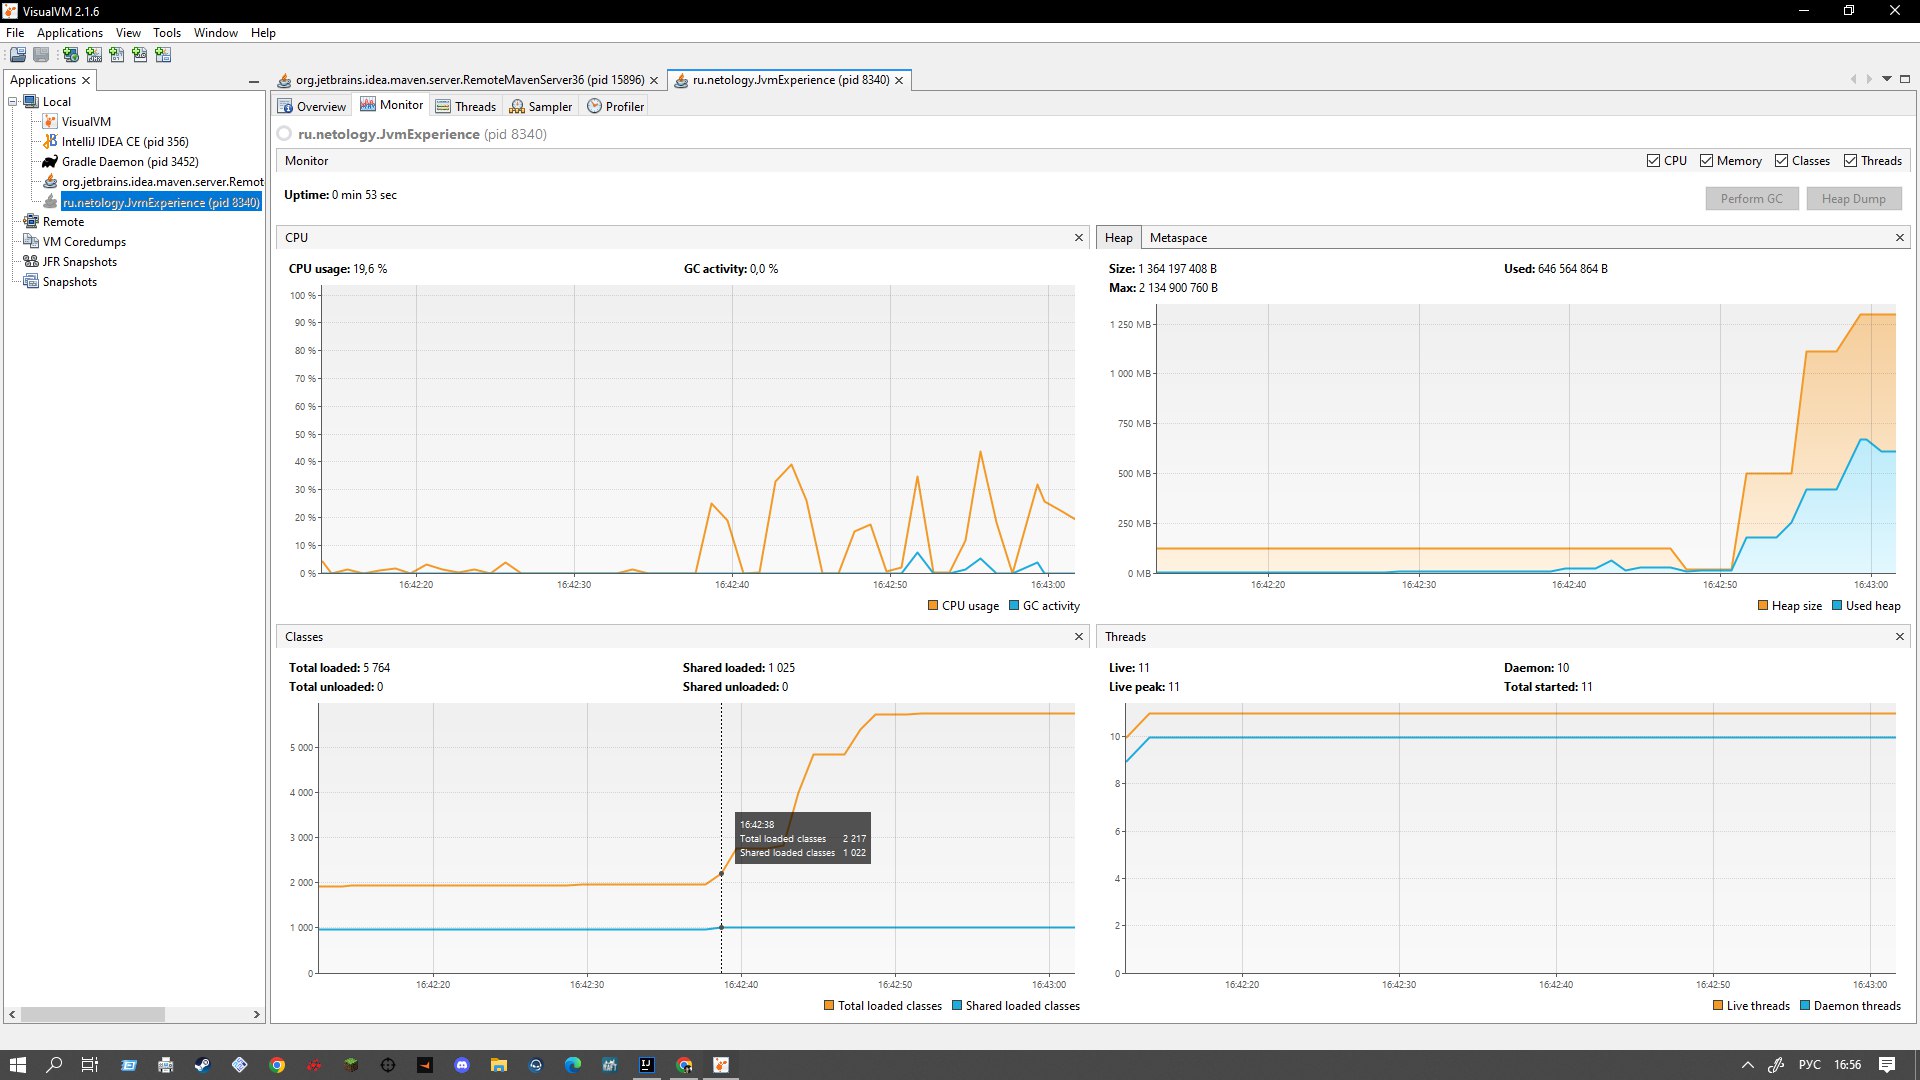 VisualVM 2.1.6
File Applications View Tools Window Help
Applications
Local
VisualVM
IntelliJ IDEA CE (pid 356)
Gradle Daemon (pid 3452)
org.jetbrains.idea.maven.server.Remot
ru.netology.JvmExperience (pid 8340)
Remote
VM Coredumps
JFR Snapshots
Snapshots
org.jetbrains.idea.maven.server.RemoteMavenServer36 (pid 15896)
ru.netology.JvmExperience (pid 8340)
Overview Monitor Threads Sampler Profiler
ru.netology.JvmExperience (pid 8340)
Monitor
CPU Memory Classes Threads
Uptime: 0 min 53 sec
Perform GC Heap Dump
CPU
CPU usage: 19,6 % GC activity: 0,0 %
100 %
90 %
80 %
70 %
60 %
50 %
40 %
30 %
20 %
10 %
0 %
16:42:20 16:42:30 16:42:40 16:42:50 16:43:00
CPU usage GC activity
Heap Metaspace
Size: 1 364 197 408 B Used: 646 564 864 B
Max: 2 134 900 760 B
1 250 MB
1 000 MB
750 MB
500 MB
250 MB
0 MB
16:42:20 16:42:30 16:42:40 16:42:50 16:43:00
Heap size Used heap
Classes
Total loaded: 5 764 Shared loaded: 1 025
Total unloaded: 0 Shared unloaded: 0
5 000
4 000
3 000
2 000
1 000
0
16:42:38
Total loaded classes 2 217
Shared loaded classes 1 022
16:42:20 16:42:30 16:42:40 16:42:50 16:43:00
Total loaded classes Shared loaded classes
Threads
Live: 11 Daemon: 10
Live peak: 11 Total started: 11
10
8
6
4
2
0
16:42:20 16:42:30 16:42:40 16:42:50 16:43:00
Live threads Daemon threads
РУС 16:56